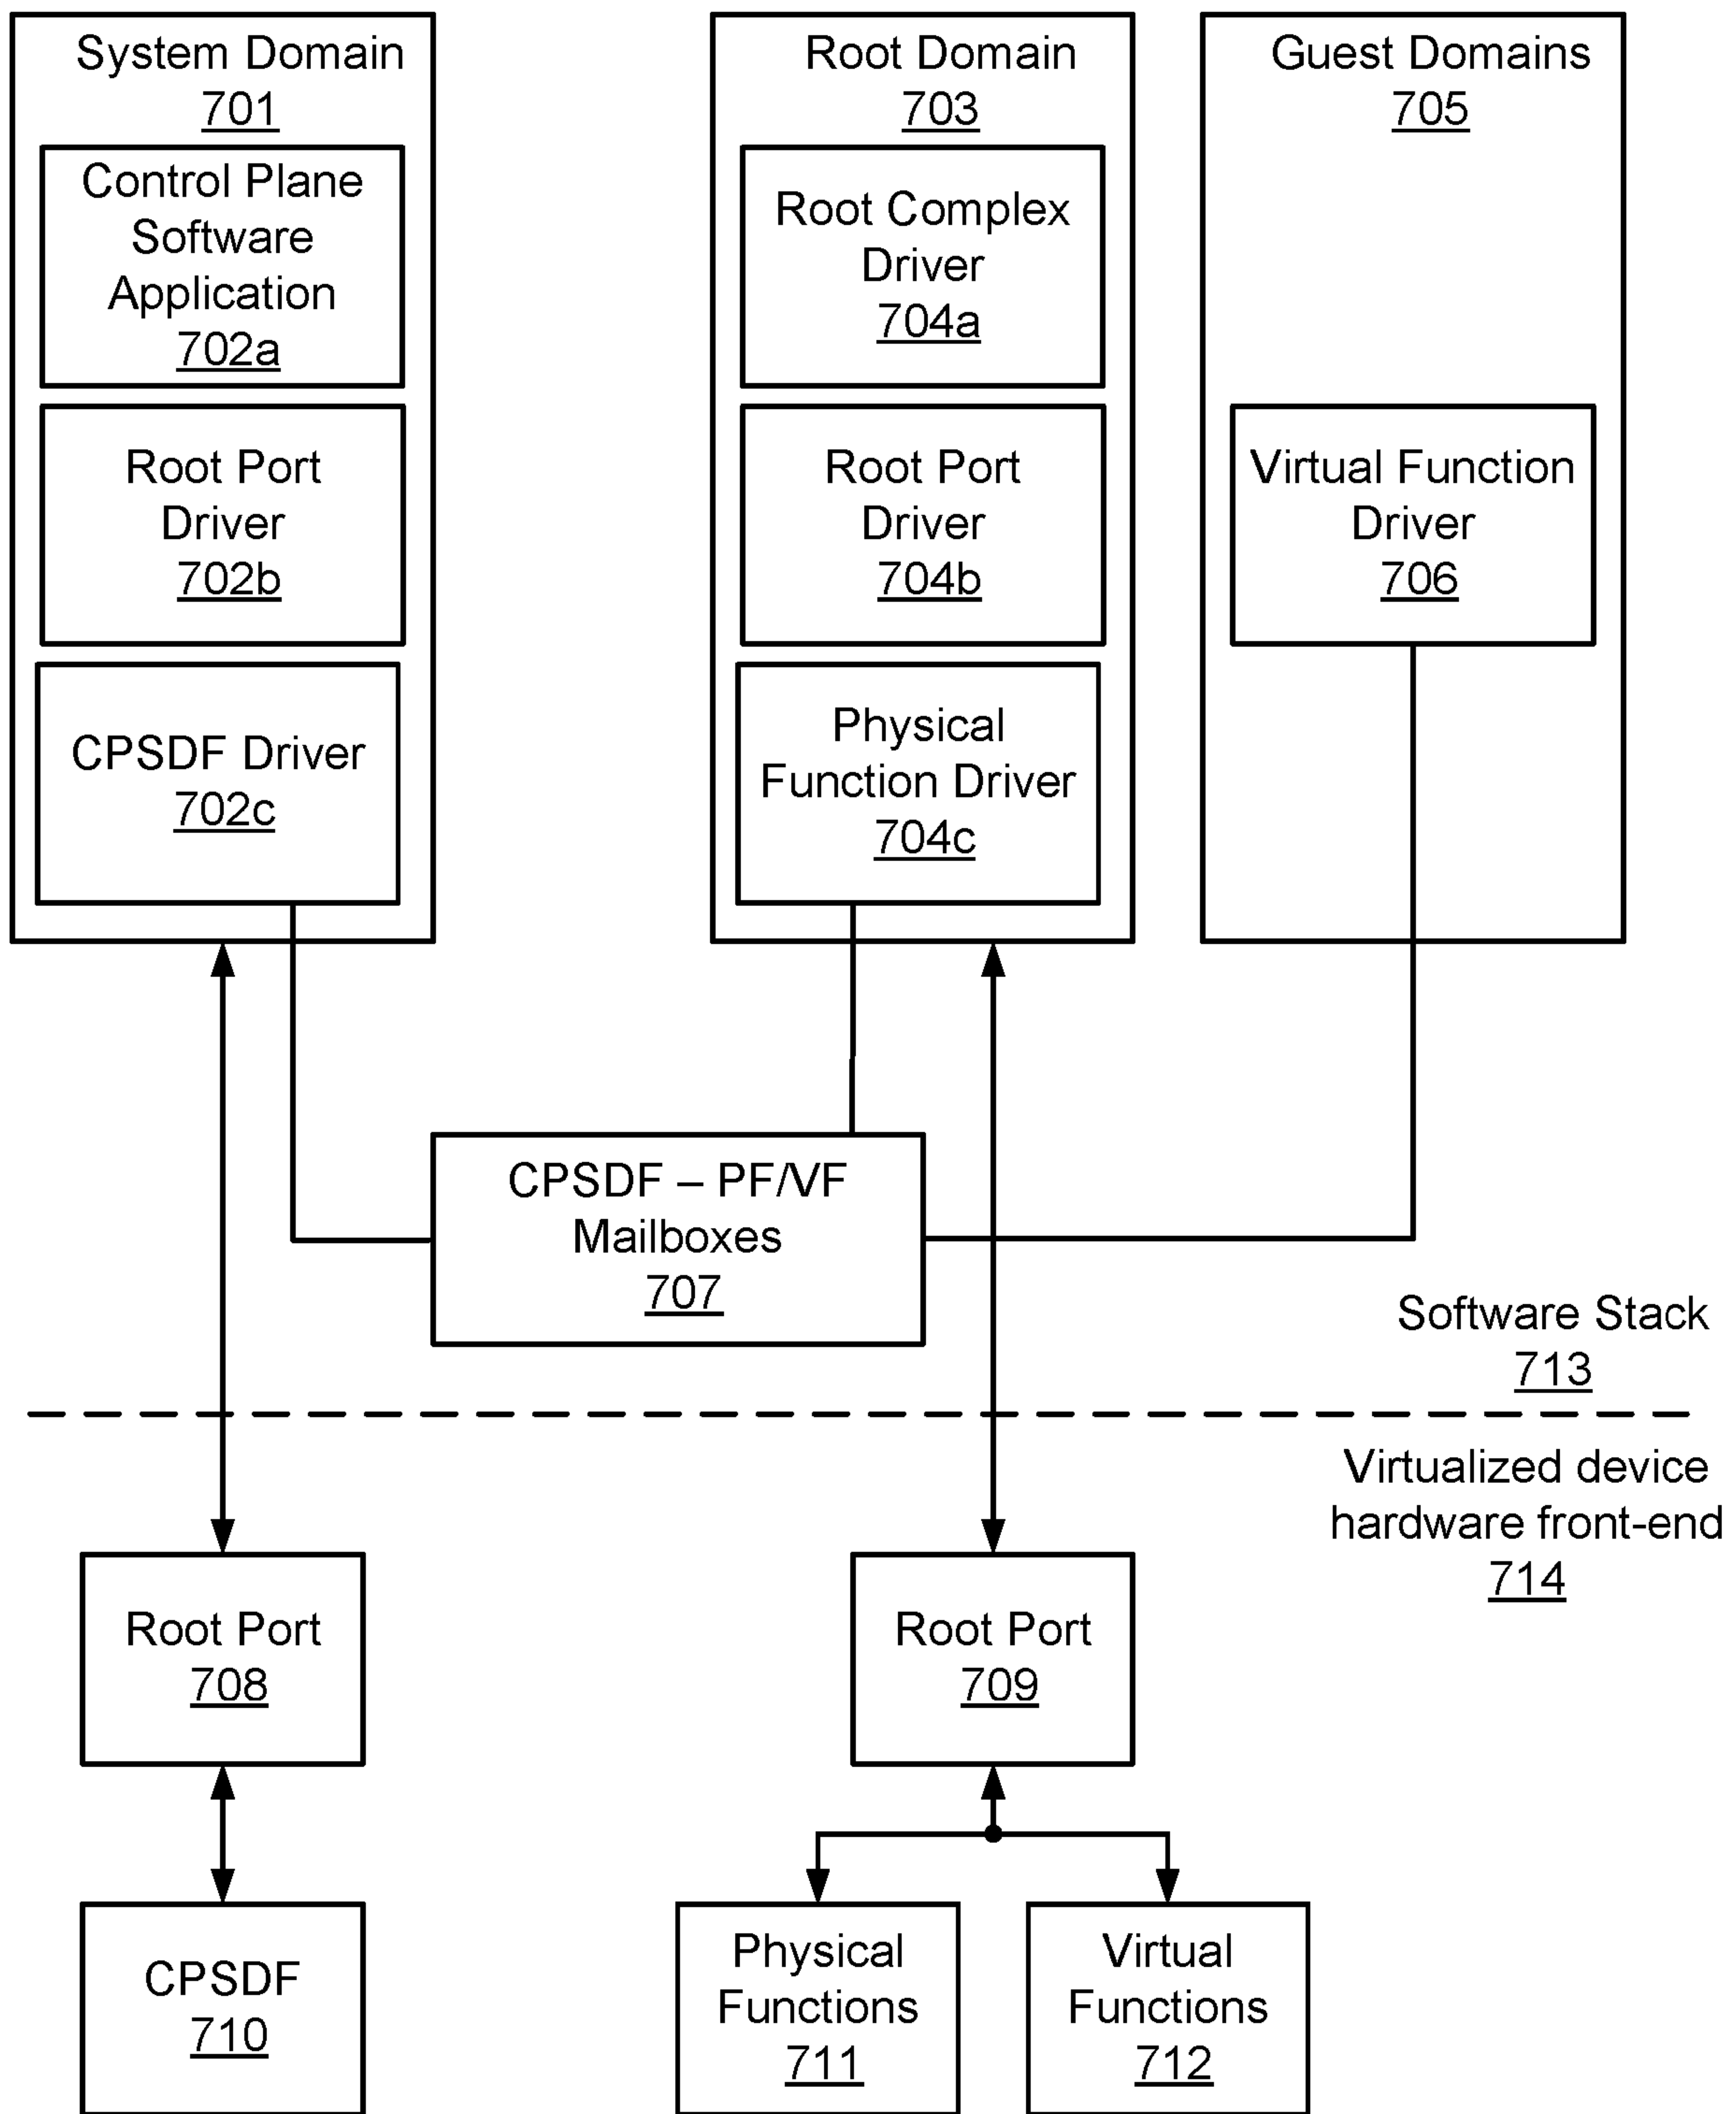 System Domain
701
Control Plane
Software
Application
702a
Root Port
Driver
702b
CPSDF Driver
702c
Root Domain
703
Root Complex
Driver
704a
Root Port
Driver
704b
Physical
Function Driver
704c
Guest Domains
705
Virtual Function
Driver
706
CPSDF – PF/VF
Mailboxes
707
Software Stack
713
Virtualized device
hardware front-end
714
Root Port
708
Root Port
709
CPSDF
710
Physical
Functions
711
Virtual
Functions
712